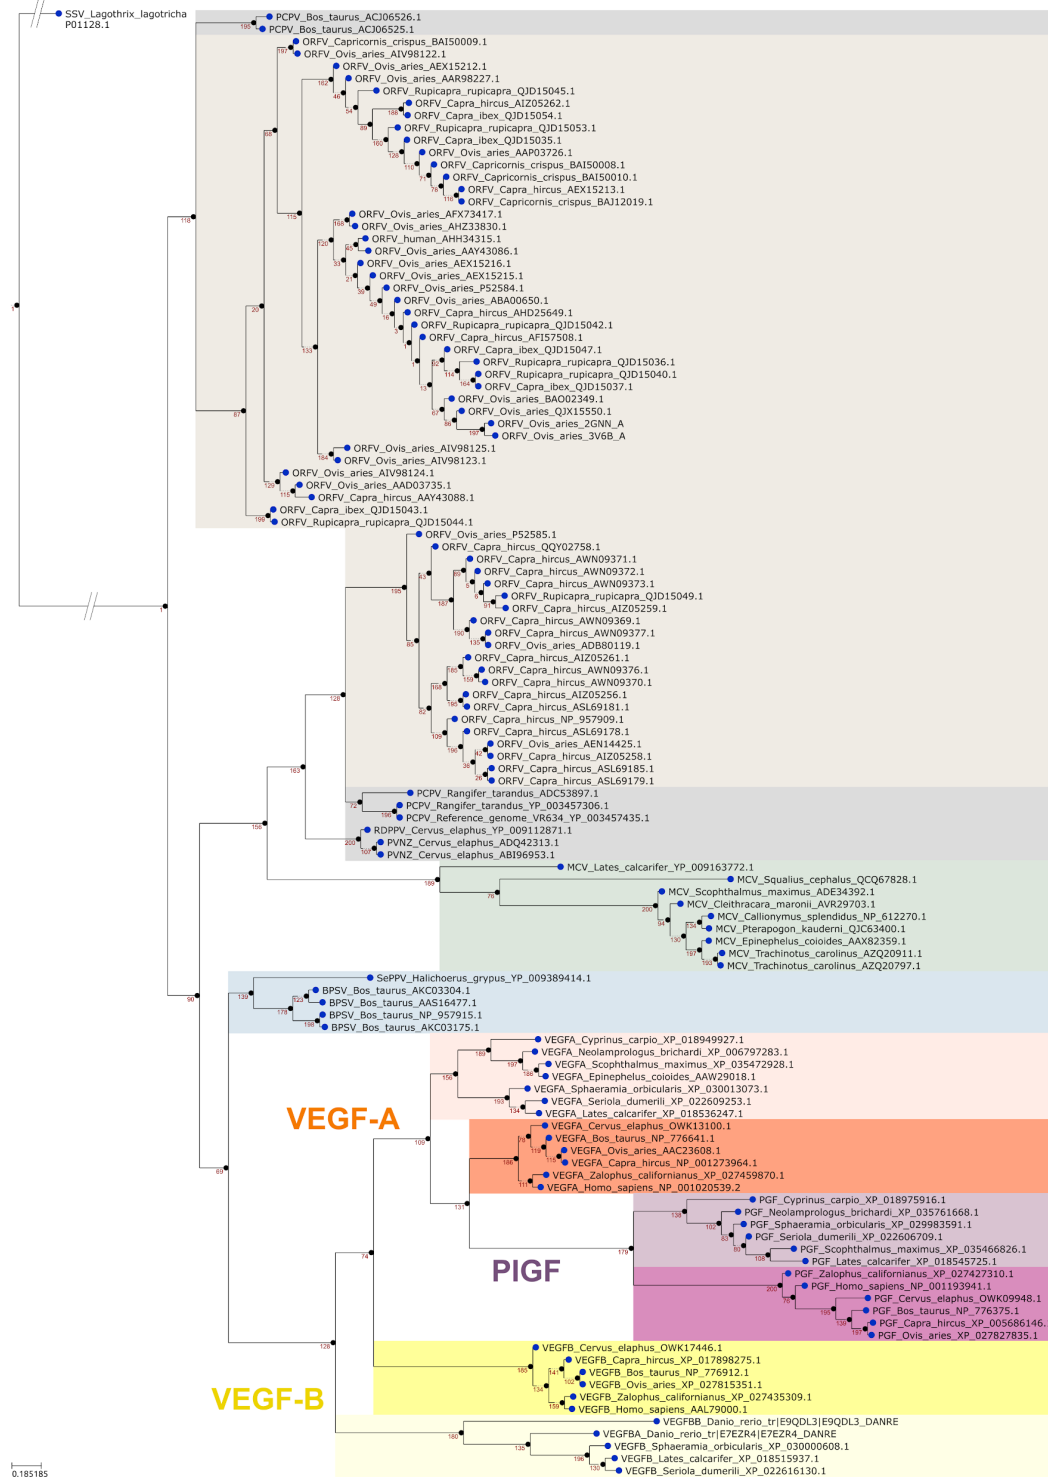 SSV_Lagothrix_lagotricha
P01128.1
PCPV_Bos_taurus_ACJ06526.1
PCPV_Bos_taurus_ACJ06525.1
ORFV_Capricornis_crispus_BAI50009.1
ORFV_Ovis_aries_AIV98122.1
ORFV_Ovis_aries_AEX15212.1
ORFV_Ovis_aries_AAR98227.1
ORFV_Rupicapra_rupicapra_QJD15045.1
ORFV_Capra_hircus_AIZ05262.1
ORFV_Capra_ibex_QJD15054.1
ORFV_Rupicapra_rupicapra_QJD15053.1
ORFV_Capra_ibex_QJD15035.1
ORFV_Ovis_aries_AAP03726.1
ORFV_Capricornis_crispus_BAI50008.1
ORFV_Capricornis_crispus_BAI50010.1
ORFV_Capra_hircus_AEX15213.1
ORFV_Capricornis_crispus_BAJ12019.1
ORFV_Ovis_aries_AFX73417.1
ORFV_Ovis_aries_AHZ33830.1
ORFV_human_AHH34315.1
ORFV_Ovis_aries_AAY43086.1
ORFV_Ovis_aries_AEX15216.1
ORFV_Ovis_aries_AEX15215.1
ORFV_Ovis_aries_P52584.1
ORFV_Ovis_aries_ABA00650.1
ORFV_Capra_hircus_AHD25649.1
ORFV_Rupicapra_rupicapra_QJD15042.1
ORFV_Capra_hircus_AFI57508.1
ORFV_Capra_ibex_QJD15047.1
ORFV_Rupicapra_rupicapra_QJD15036.1
ORFV_Rupicapra_rupicapra_QJD15040.1
ORFV_Capra_ibex_QJD15037.1
ORFV_Ovis_aries_BAO02349.1
ORFV_Ovis_aries_QJX15550.1
ORFV_Ovis_aries_2GNN_A
ORFV_Ovis_aries_3V6B_A
ORFV_Ovis_aries_AIV98125.1
ORFV_Ovis_aries_AIV98123.1
ORFV_Ovis_aries_AIV98124.1
ORFV_Ovis_aries_AAD03735.1
ORFV_Capra_hircus_AAY43088.1
ORFV_Capra_ibex_QJD15043.1
ORFV_Rupicapra_rupicapra_QJD15044.1
ORFV_Ovis_aries_P52585.1
ORFV_Capra_hircus_QQY02758.1
ORFV_Capra_hircus_AWN09371.1
ORFV_Capra_hircus_AWN09372.1
ORFV_Capra_hircus_AWN09373.1
ORFV_Rupicapra_rupicapra_QJD15049.1
ORFV_Capra_hircus_AIZ05259.1
ORFV_Capra_hircus_AWN09369.1
ORFV_Capra_hircus_AWN09377.1
ORFV_Ovis_aries_ADB80119.1
ORFV_Capra_hircus_AIZ05261.1
ORFV_Capra_hircus_AWN09376.1
ORFV_Capra_hircus_AWN09370.1
ORFV_Capra_hircus_AIZ05256.1
ORFV_Capra_hircus_ASL69181.1
ORFV_Capra_hircus_NP_957909.1
ORFV_Capra_hircus_ASL69178.1
ORFV_Ovis_aries_AEN14425.1
ORFV_Capra_hircus_AIZ05258.1
ORFV_Capra_hircus_ASL69185.1
ORFV_Capra_hircus_ASL69179.1
PCPV_Rangifer_tarandus_ADC53897.1
PCPV_Rangifer_tarandus_YP_003457306.1
PCPV_Reference_genome_VR634_YP_003457435.1
RDPPV_Cervus_elaphus_YP_009112871.1
PVNZ_Cervus_elaphus_ADQ42313.1
PVNZ_Cervus_elaphus_ABI96953.1
MCV_Lates_calcarifer_YP_009163772.1
MCV_Squalius_cephalus_QCQ67828.1
MCV_Scophthalmus_maximus_ADE34392.1
MCV_Cleithracara_maronii_AVR29703.1
MCV_Callionymus_splendidus_NP_612270.1
MCV_Pterapogon_kauderni_QJC63400.1
MCV_Epinephelus_coioides_AAX82359.1
MCV_Trachinotus_carolinus_AZQ20911.1
MCV_Trachinotus_carolinus_AZQ20797.1
SePPV_Halichoerus_grypus_YP_009389414.1
BPSV_Bos_taurus_AKC03304.1
BPSV_Bos_taurus_AAS16477.1
BPSV_Bos_taurus_NP_957915.1
BPSV_Bos_taurus_AKC03175.1
VEGFA_Cyprinus_carpio_XP_018949927.1
VEGFA_Neolamprologus_brichardi_XP_006797283.1
VEGFA_Scophthalmus_maximus_XP_035472928.1
VEGFA_Epinephelus_coioides_AAW29018.1
VEGFA_Sphaeramia_orbicularis_XP_030013073.1
VEGFA_Seriola_dumerili_XP_022609253.1
VEGFA_Lates_calcarifer_XP_018536247.1
VEGF-A
VEGFA_Cervus_elaphus_OWK13100.1
VEGFA_Bos_taurus_NP_776641.1
VEGFA_Ovis_aries_AAC23608.1
VEGFA_Capra_hircus_NP_001273964.1
VEGFA_Zalophus_californianus_XP_027459870.1
VEGFA_Homo_sapiens_NP_001020539.2
PGF_Cyprinus_carpio_XP_018975916.1
PGF_Neolamprologus_brichardi_XP_035761668.1
PGF_Sphaeramia_orbicularis_XP_029983591.1
PGF_Seriola_dumerili_XP_022606709.1
PGF_Scophthalmus_maximus_XP_035466826.1
PGF_Lates_calcarifer_XP_018545725.1
PIGF
PGF_Zalophus_californianus_XP_027427310.1
PGF_Homo_sapiens_NP_001193941.1
PGF_Cervus_elaphus_OWK09948.1
PGF_Bos_taurus_NP_776375.1
PGF_Capra_hircus_XP_005686146.
PGF_Ovis_aries_XP_027827835.1
VEGFB_Cervus_elaphus_OWK17446.1
VEGFB_Capra_hircus_XP_017898275.1
VEGFB_Bos_taurus_NP_776912.1
VEGFB_Ovis_aries_XP_027815351.1
VEGFB_Zalophus_californianus_XP_027435309.1
VEGFB_Homo_sapiens_AAL79000.1
VEGF-B
VEGFBB_Danio_rerio_tr|E9QDL3|E9QDL3_DANRE
VEGFBA_Danio_rerio_tr|E7EZR4|E7EZR4_DANRE
VEGFB_Sphaeramia_orbicularis_XP_030000608.1
VEGFB_Lates_calcarifer_XP_018515937.1
VEGFB_Seriola_dumerili_XP_022616130.1
0.185185